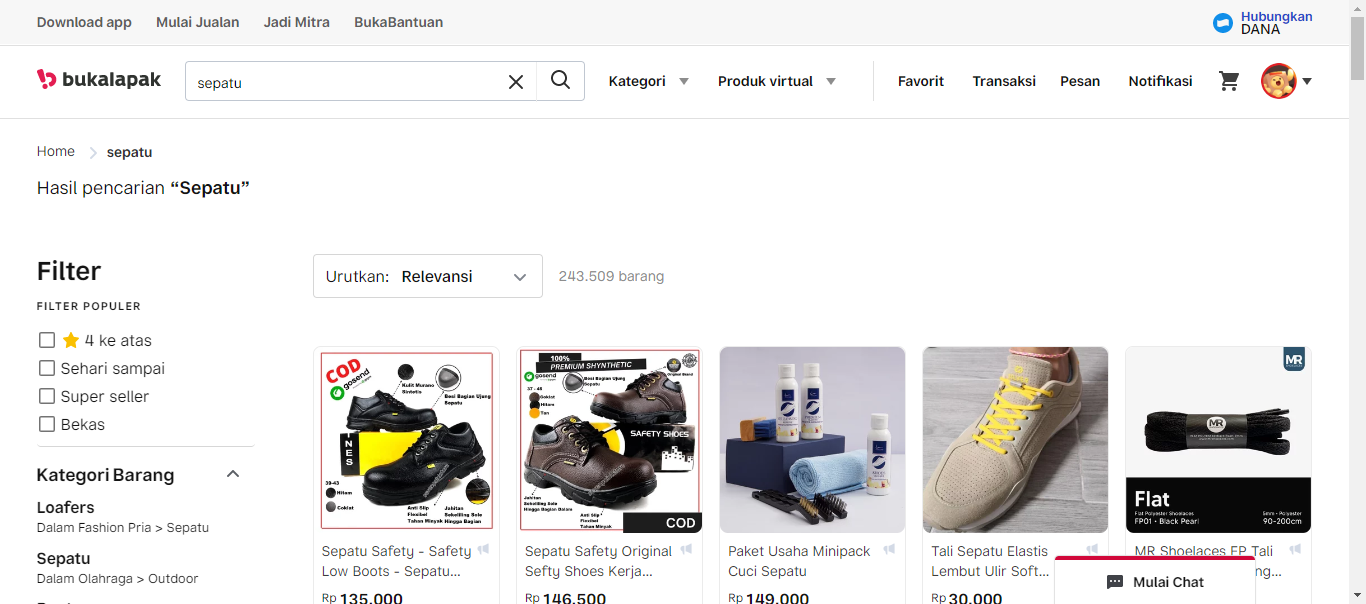 Download app Mulai Jualan Jadi Mitra BukaBantuan
Hubungkan
DANA
bukalapak
sepatu
Kategori Produk virtual Favorit Transaksi Pesan Notifikasi
Home sepatu
Hasil pencarian “Sepatu”
Filter
FILTER POPULER
4 ke atas
Sehari sampai
Super seller
Bekas
Kategori Barang
Loafers
Dalam Fashion Pria > Sepatu
Sepatu
Dalam Olahraga > Outdoor
Urutkan: Relevansi
243.509 barang
COD
gosend
Kulit Murano
Sintetis
Besi Bagian Ujung
Sepatu
INES
39-43
Hitam
Coklat
Anti Slip
Flexibel
Tahan Minyak
Jahitan
Sekeliling Sole
Hingga Bagian
Sepatu Safety - Safety
Low Boots - Sepatu...
Rp 135.000
100%
PREMIUM SHYNTHETIC
gosend
Besi Bagian Ujung
Sepatu
Original Brand
37 - 45
Coklat
Hitam
Tan
SAFETY SHOES
Jahitan
Sekeliling Sole
Hingga Bagian Dalam
Anti Slip
Flexibel
Tahan Minyak
COD
Sepatu Safety Original
Sefty Shoes Kerja...
Rp 146.500
Paket Usaha Minipack
Cuci Sepatu
Rp 149.000
Tali Sepatu Elastis
Lembut Ulir Soft...
Rp 30.000
MR
MR
Flat
Flat Polyester Shoelaces
FP01 • Black Pearl
5mm - Polyester
90-200cm
MR Shoelaces FP Tali
ng...
Mulai Chat